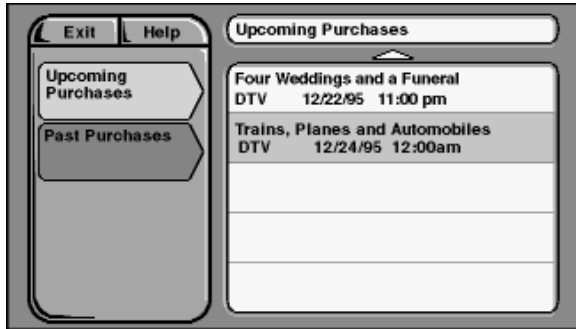 Exit Help
Upcoming Purchases
Upcoming
Purchases
Past Purchases
Four Weddings and a Funeral
DTV 12/22/95 11:00 pm
Trains, Planes and Automobiles
DTV 12/24/95 12:00am